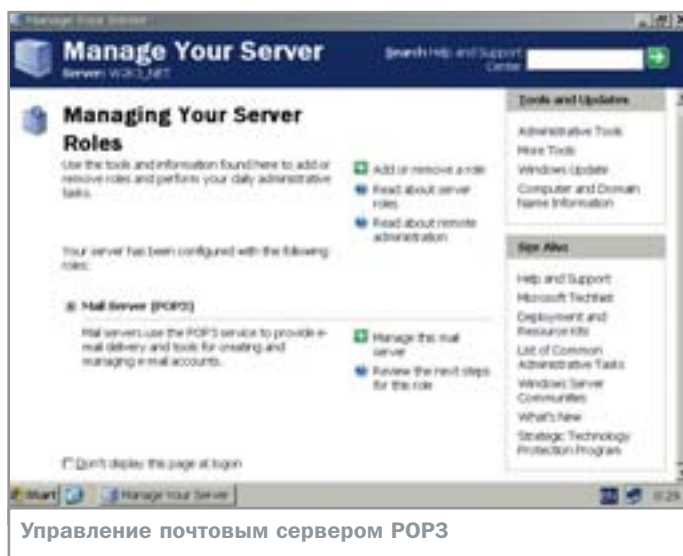 Manage Your Server
Manage Your Server
Server: W2K3_NET
Search Help and Support
Center
Managing Your Server
Roles
Use the tools and information found here to add or
remove roles and perform your daily administrative
tasks.
Your server has been configured with the following
roles:
Add or remove a role
Read about server
roles
Read about remote
administration
Mail Server (POP3)
Mail servers use the POP3 service to provide e-
mail delivery and tools for creating and
managing e-mail accounts.
Manage this mail
server
Review the next steps
for this role
Don't display this page at logon
Tools and Updates
Administrative Tools
More Tools
Windows Update
Computer and Domain
Name Information
See Also
Help and Support
Microsoft TechNet
Deployment and
Resource Kits
List of Common
Administrative Tasks
Windows Server
Communities
What's New
Strategic Technology
Protection Program
Start
Manage Your Server
0:29
Управление почтовым сервером POP3